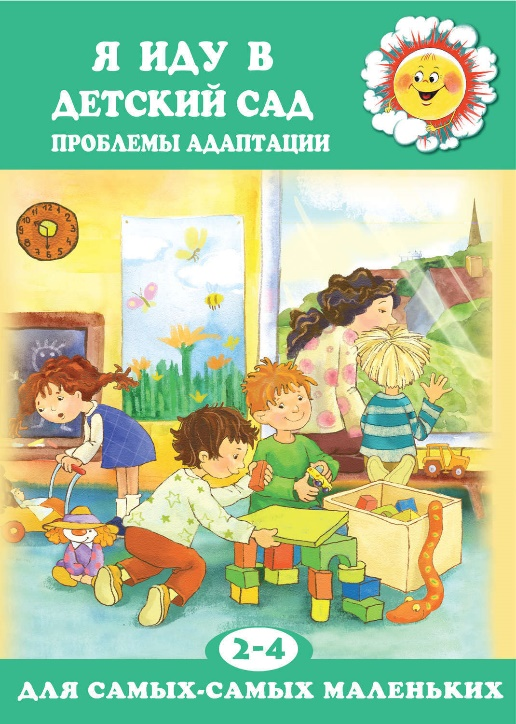 Я ИДУ В
ДЕТСКИЙ САД
ПРОБЛЕМЫ АДАПТАЦИИ
2-4
ДЛЯ САМЫХ-САМЫХ МАЛЕНЬКИХ